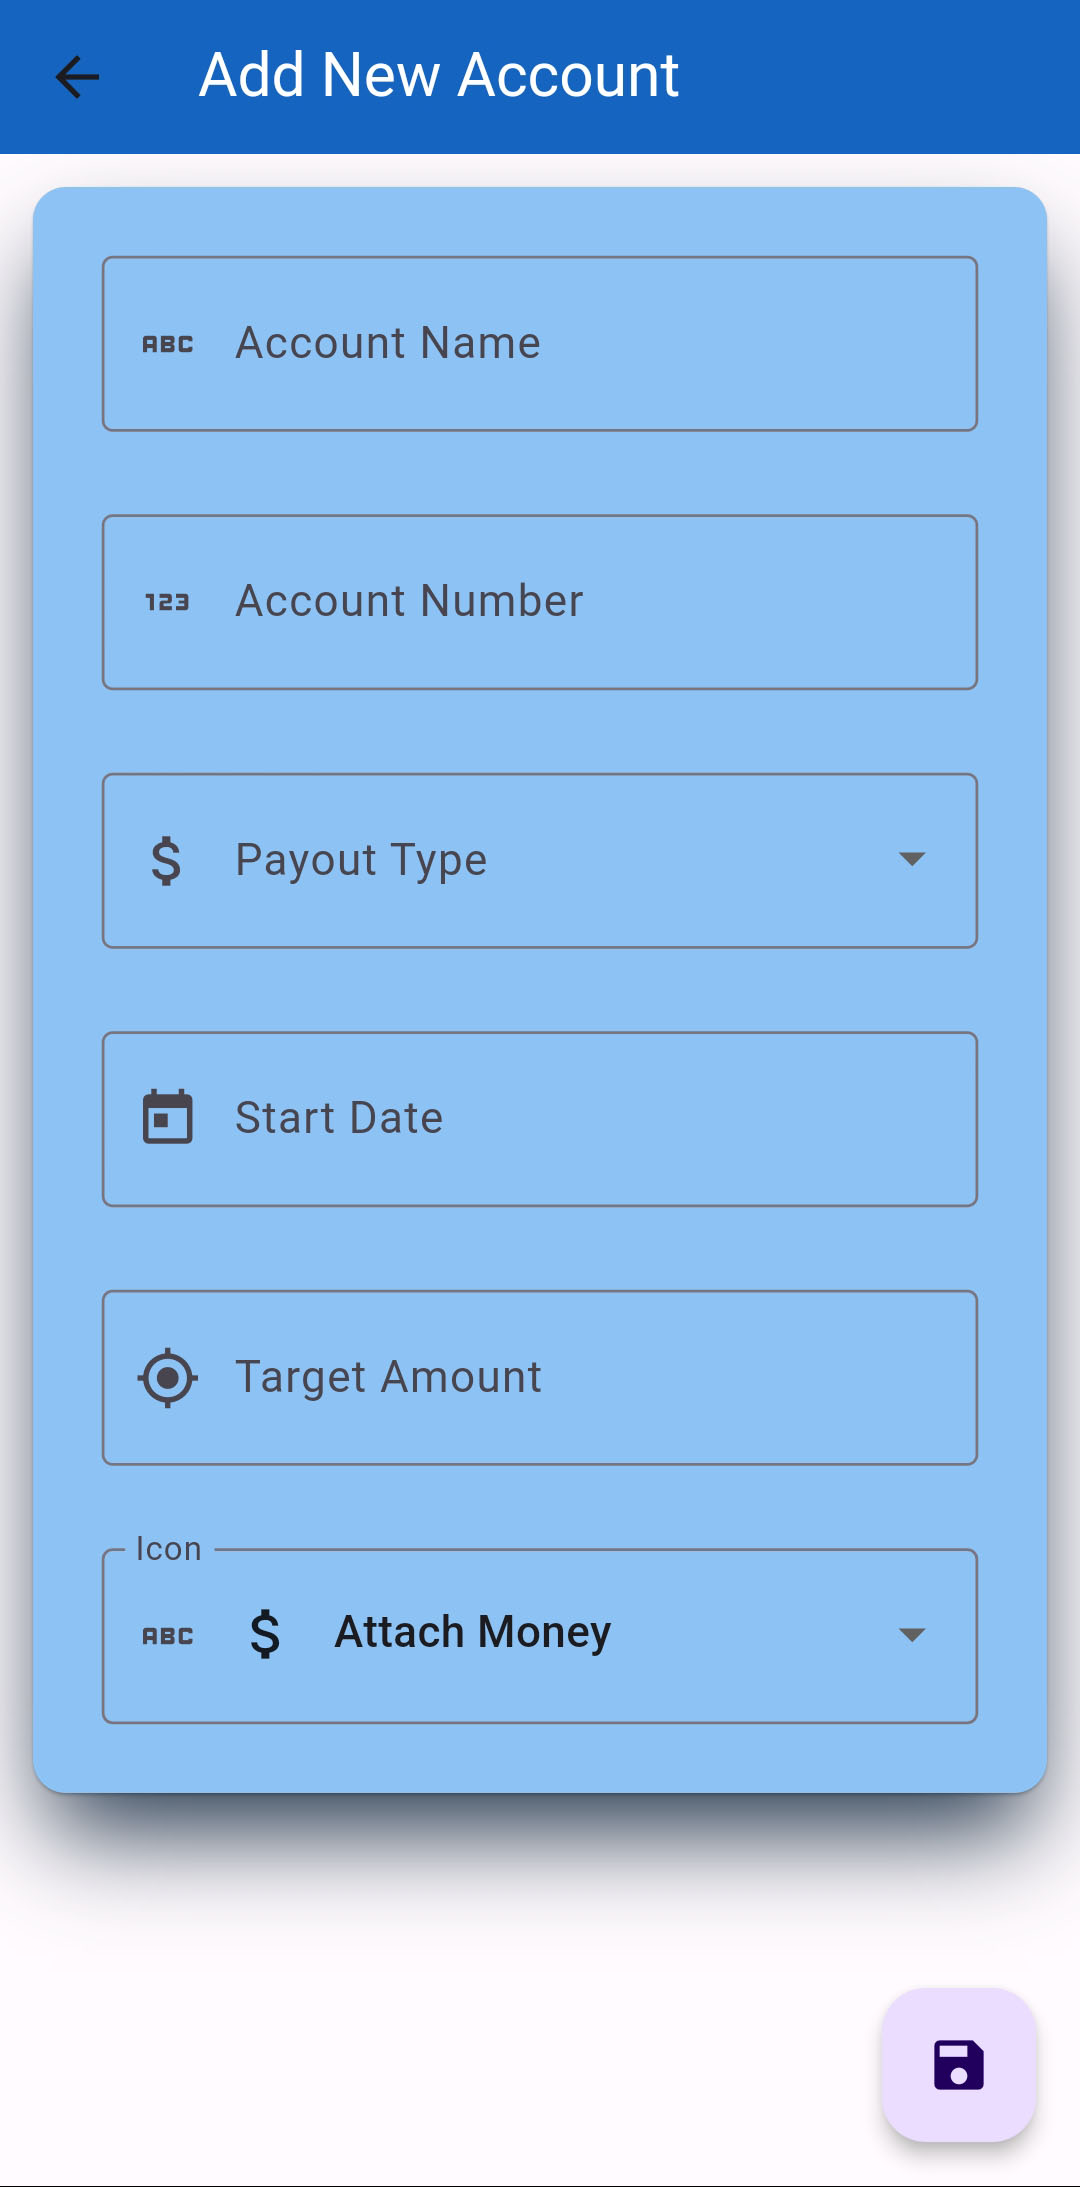 Add New Account
ABC Account Name
123 Account Number
$ Payout Type
Start Date
Target Amount
Icon
ABC $ Attach Money